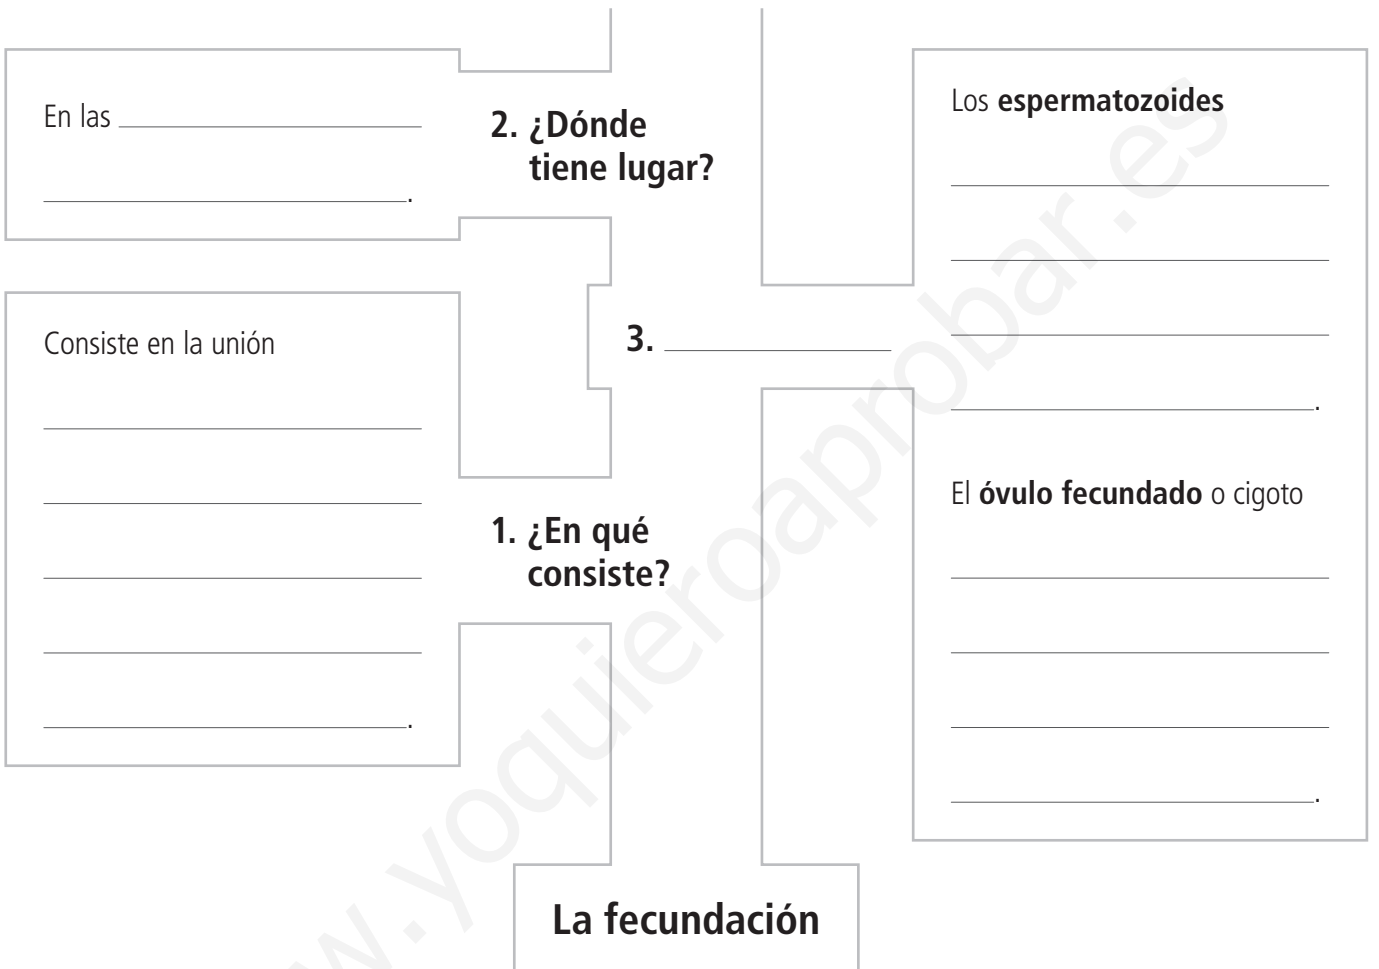 En las
.
2. ¿Dónde
tiene lugar?
Los espermatozoides
.
Consiste en la unión
.
3.
El óvulo fecundado o cigoto
.
1. ¿En qué
consiste?
La fecundación
w.yoquieroaprobar.es